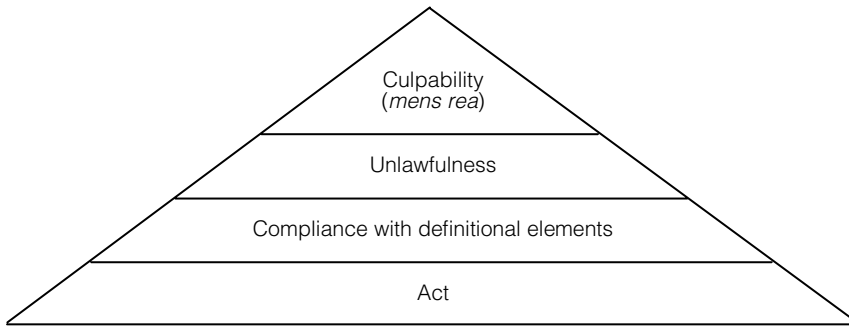 Culpability
(mens rea)
Unlawfulness
Compliance with definitional elements
Act